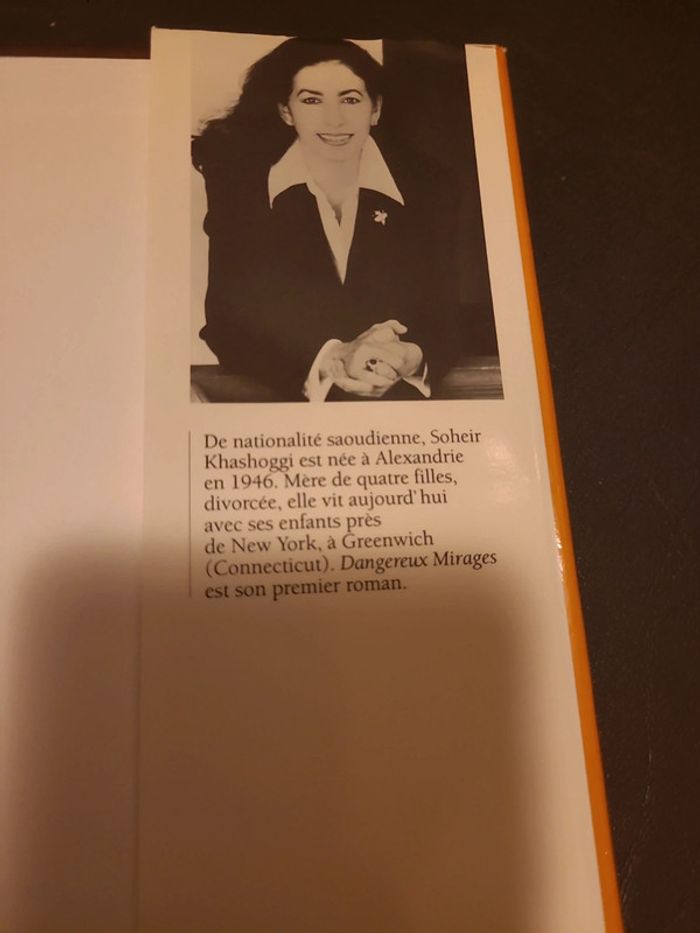 De nationalité saoudienne, Soheir
Khashoggi est née à Alexandrie
en 1946. Mère de quatre filles,
divorcée, elle vit aujourd' hui
avec ses enfants près
de New York, à Greenwich
(Connecticut). Dangereux Mirages
est son premier roman.